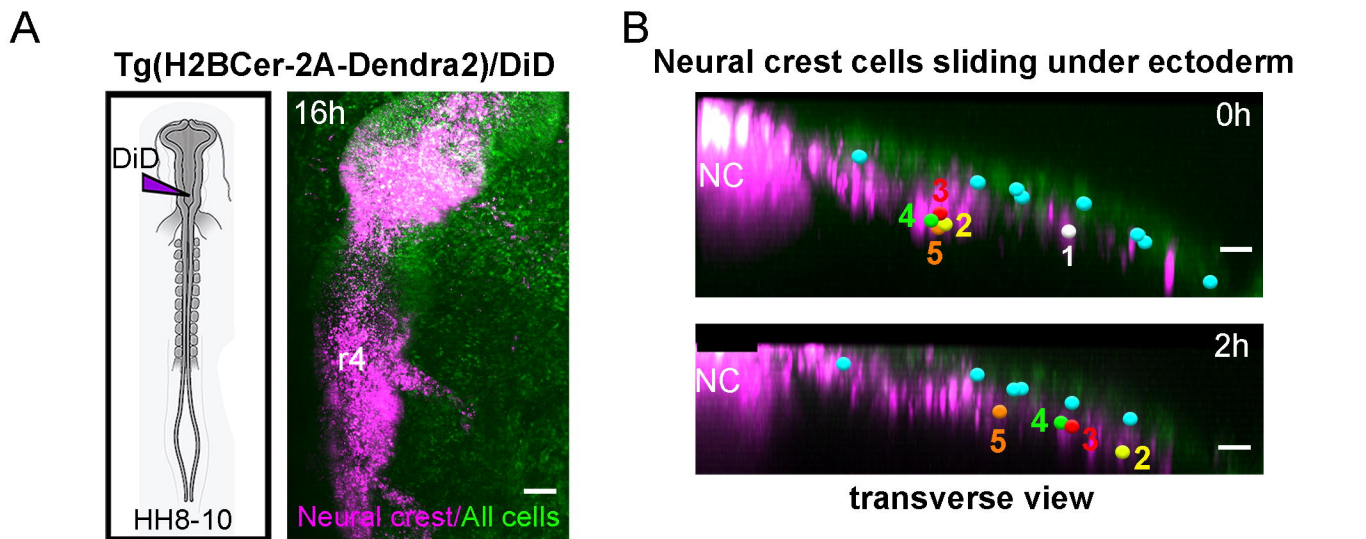 A
Tg(H2BCer-2A-Dendra2)/DiD
DiD
HH8-10
16h
r4
Neural crest/All cells
B
Neural crest cells sliding under ectoderm
0h
NC
3
4
2
5
1
2h
NC
5
4
3
2
transverse view